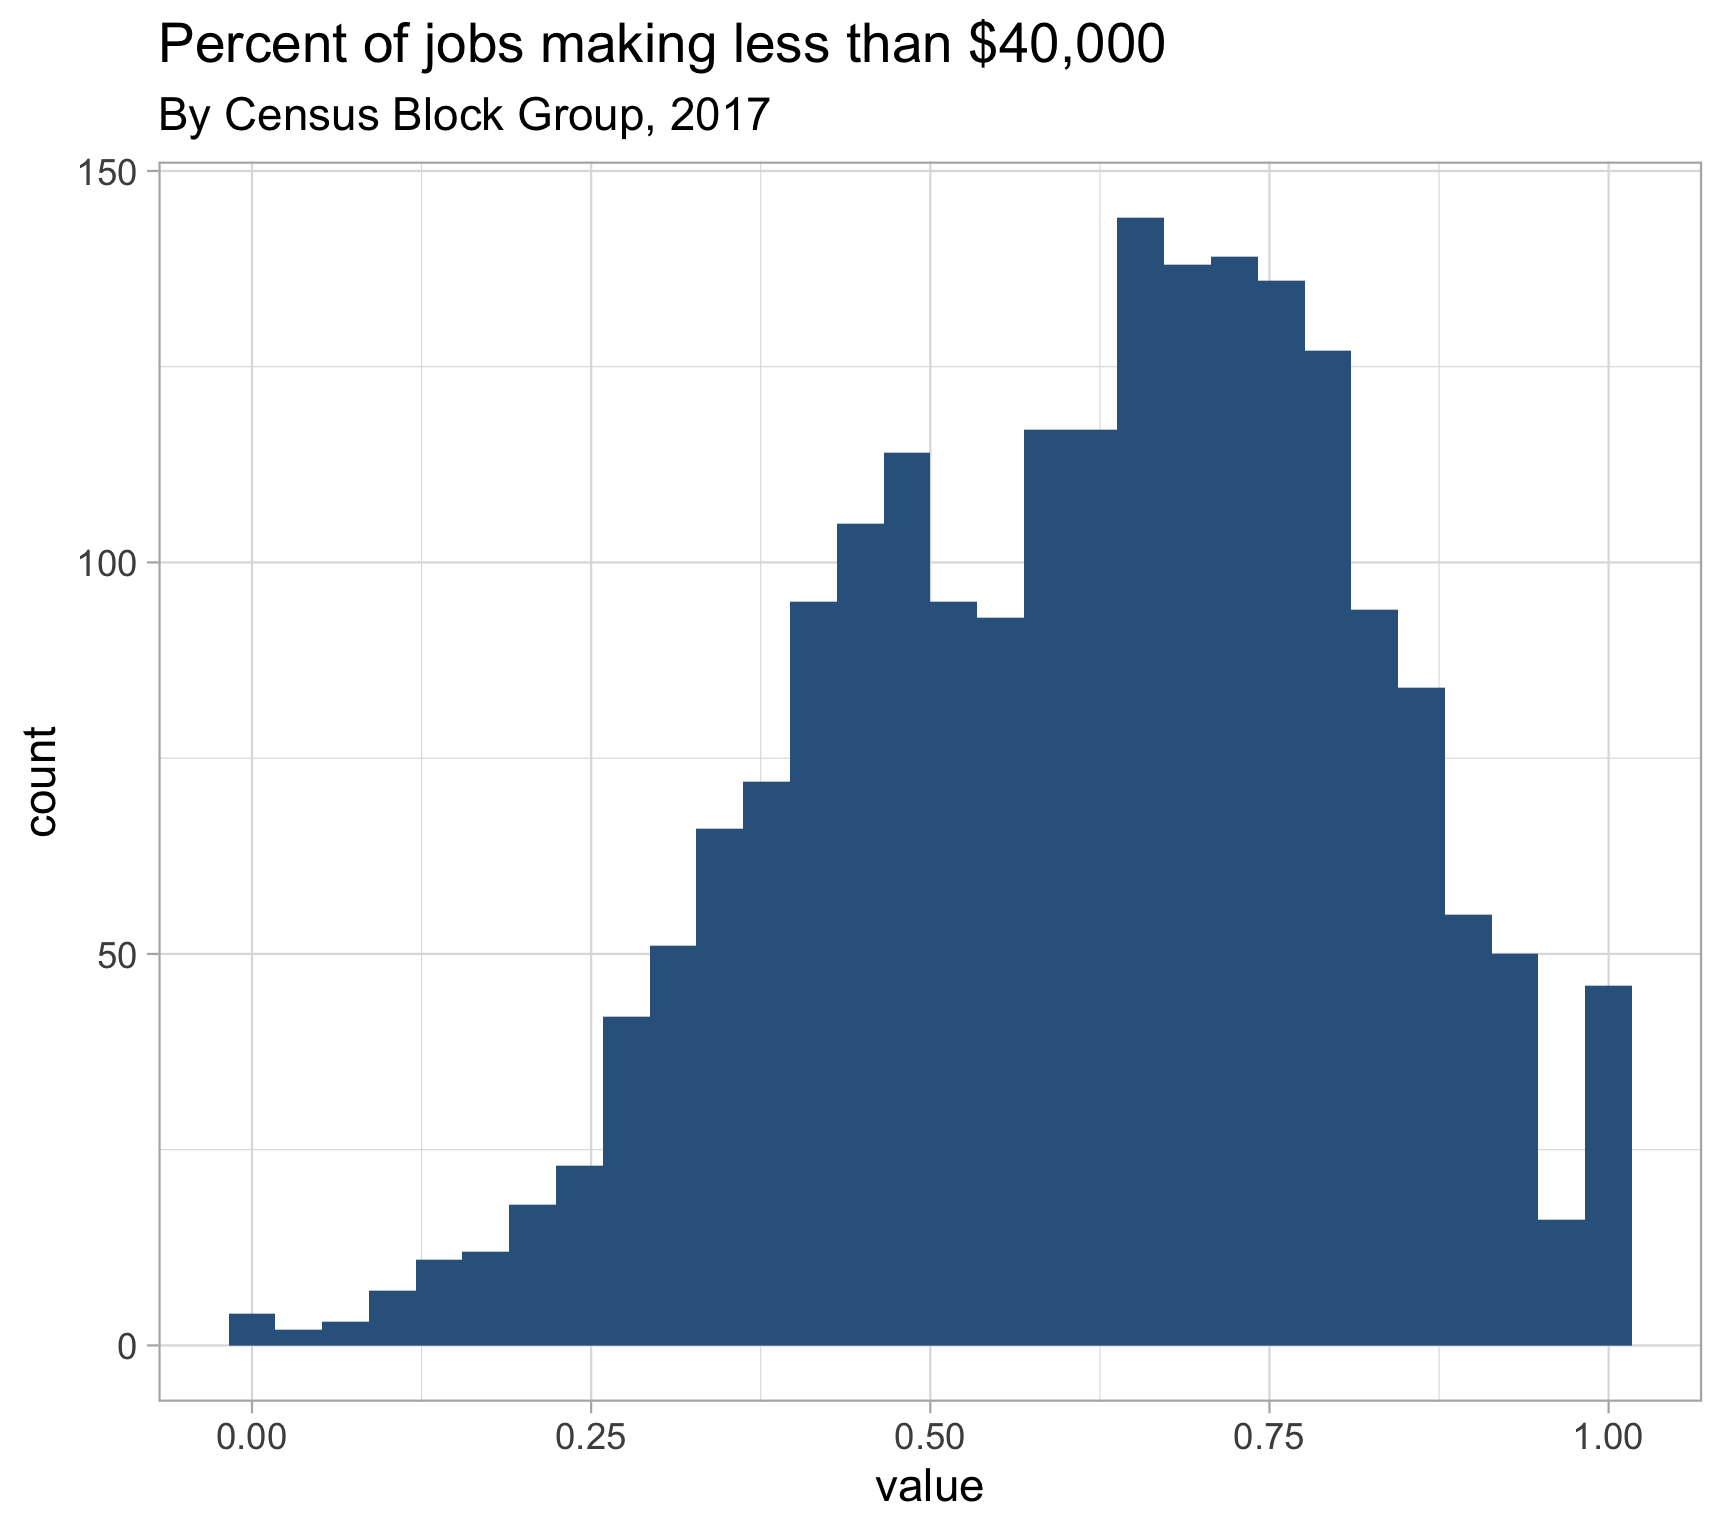 Percent of jobs making less than $40,000
By Census Block Group, 2017
150
100
50
0
count
0.00 0.25 0.50 0.75 1.00
value